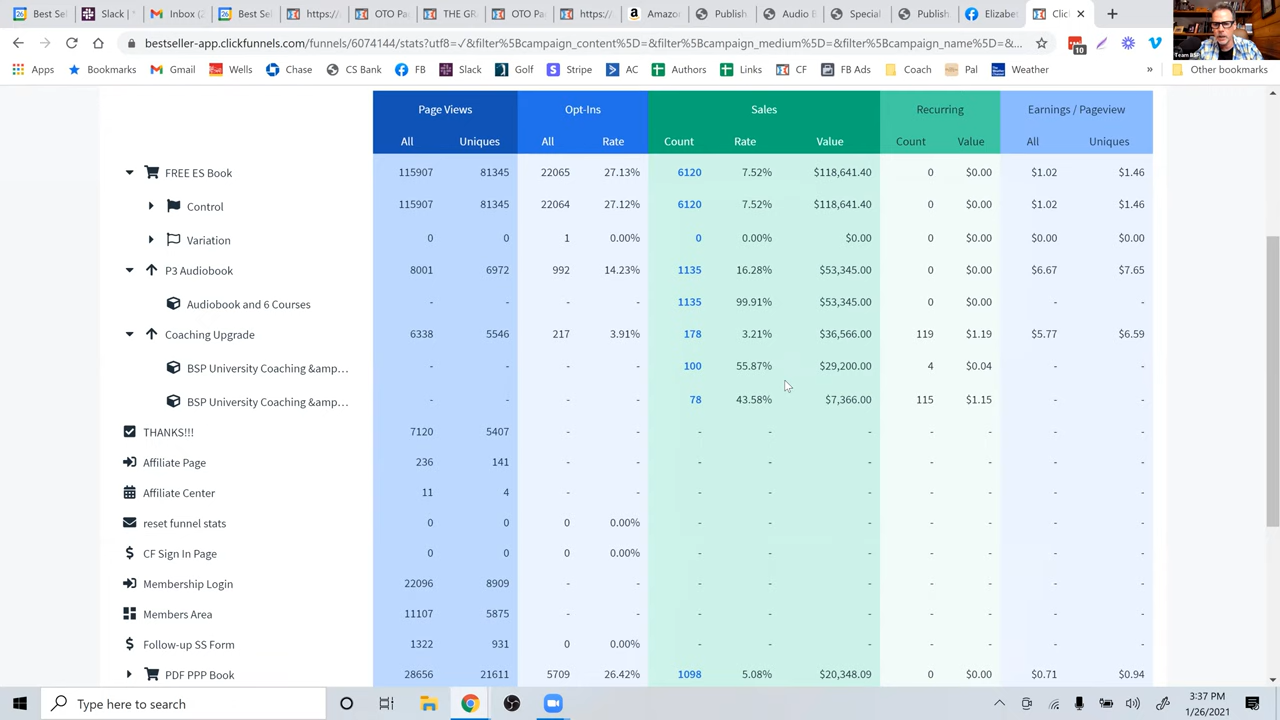 Best Sel
Slack |
Inbox (2
Best Sel
https://
OTO Pa
THE GR
OTO Pa
https://
Amazo
Publish
Audio E
Special
Publish
Elizabe
Clic
bestseller-app.clickfunnels.com/funnels/6074144/stats?utf8=✓&filter%5Bcampaign_content%5D=&filter%5Bcampaign_medium%5D=&filter%5Bcampaign_name%5D=&...
10
Team BSP
Apps Bookmarks Gmail Wells Chase CS Bank FB Slack Golf Stripe AC Authors Links CF FB Ads Coach Pal Weather » Other bookmarks
Page Views Opt-Ins Sales Recurring Earnings / Pageview
All Uniques All Rate Count Rate Value Count Value All Uniques
FREE ES Book 115907 81345 22065 27.13% 6120 7.52% $118,641.40 0 $0.00 $1.02 $1.46
Control 115907 81345 22064 27.12% 6120 7.52% $118,641.40 0 $0.00 $1.02 $1.46
Variation 0 0 1 0.00% 0 0.00% $0.00 0 $0.00 $0.00 $0.00
P3 Audiobook 8001 6972 992 14.23% 1135 16.28% $53,345.00 0 $0.00 $6.67 $7.65
Audiobook and 6 Courses - - - - 1135 99.91% $53,345.00 0 $0.00 - -
Coaching Upgrade 6338 5546 217 3.91% 178 3.21% $36,566.00 119 $1.19 $5.77 $6.59
BSP University Coaching &amp... - - - - 100 55.87% $29,200.00 4 $0.04 - -
BSP University Coaching &amp... - - - - 78 43.58% $7,366.00 115 $1.15 - -
THANKS!!! 7120 5407 - - - - - - - - -
Affiliate Page 236 141 - - - - - - - - -
Affiliate Center 11 4 - - - - - - - - -
reset funnel stats 0 0 0 0.00% - - - - - - -
CF Sign In Page 0 0 0 0.00% - - - - - - -
Membership Login 22096 8909 - - - - - - - - -
Members Area 11107 5875 - - - - - - - - -
Follow-up SS Form 1322 931 0 0.00% - - - - - - -
PDF PPP Book 28656 21611 5709 26.42% 1098 5.08% $20,348.09 0 $0.00 $0.71 $0.94
Type here to search
3:37 PM
1/26/2021